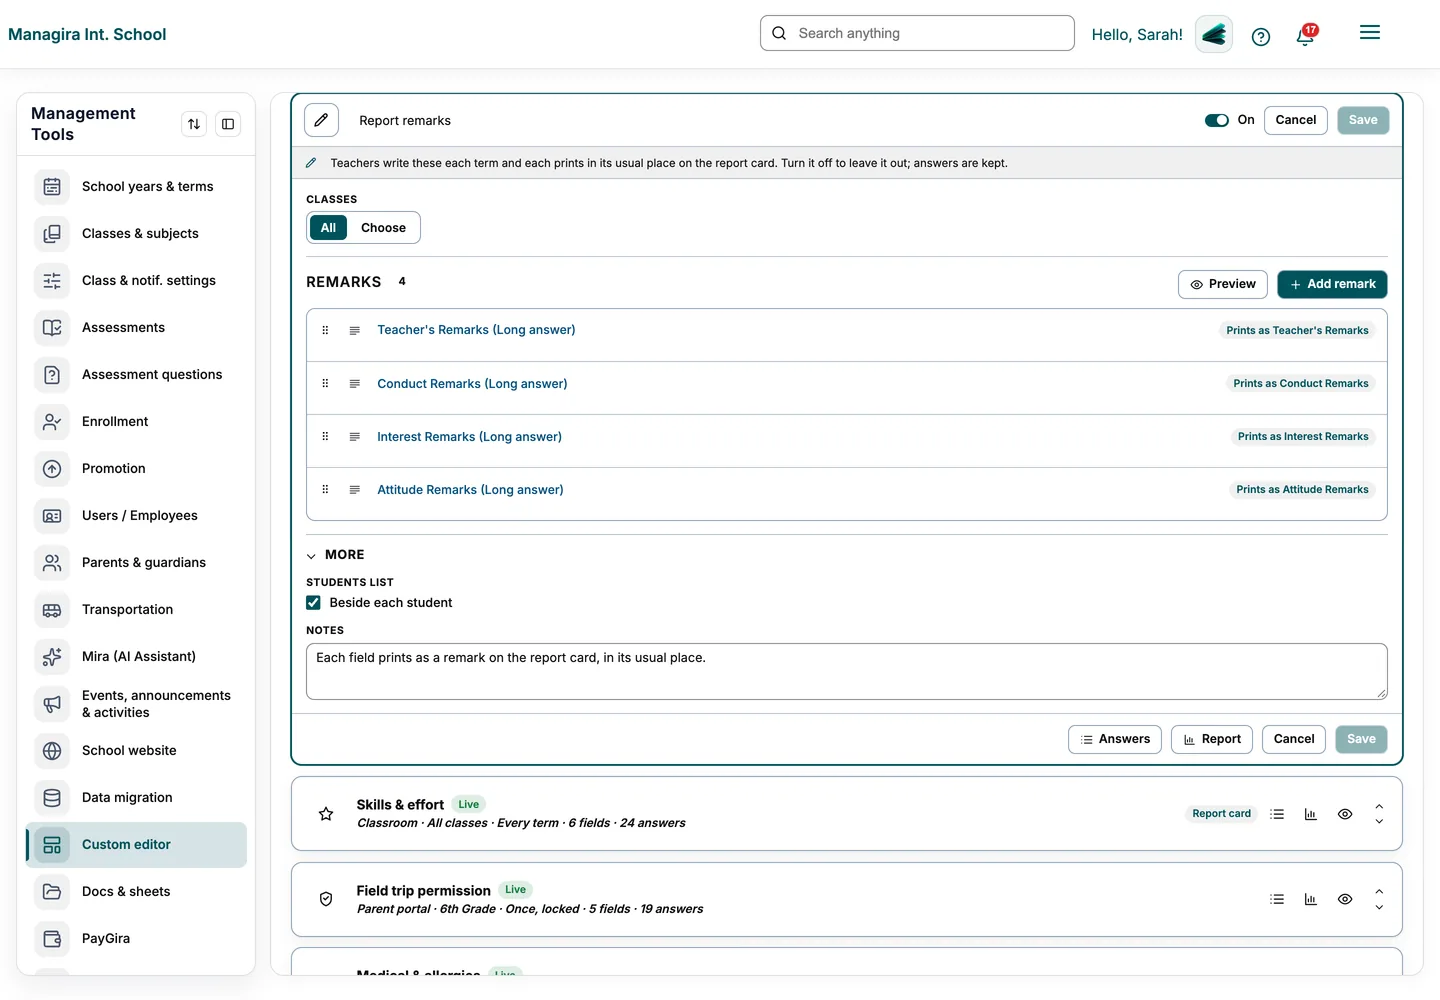 Managira Int. School
Search anything
Hello, Sarah!
17
Management
Tools
School years & terms
Classes & subjects
Class & notif. settings
Assessments
Assessment questions
Enrollment
Promotion
Users / Employees
Parents & guardians
Transportation
Mira (AI Assistant)
Events, announcements
& activities
School website
Data migration
Custom editor
Docs & sheets
PayGira
Report remarks
On
Cancel
Save
Teachers write these each term and each prints in its usual place on the report card. Turn it off to leave it out; answers are kept.
CLASSES
All
Choose
REMARKS 4
Preview
Add remark
Teacher's Remarks (Long answer)
Prints as Teacher's Remarks
Conduct Remarks (Long answer)
Prints as Conduct Remarks
Interest Remarks (Long answer)
Prints as Interest Remarks
Attitude Remarks (Long answer)
Prints as Attitude Remarks
MORE
STUDENTS LIST
Beside each student
NOTES
Each field prints as a remark on the report card, in its usual place.
Answers
Report
Cancel
Save
Skills & effort Live
Classroom · All classes · Every term · 6 fields · 24 answers
Report card
Field trip permission Live
Parent portal · 6th Grade · Once, locked · 5 fields · 19 answers
Medical & allergies Live